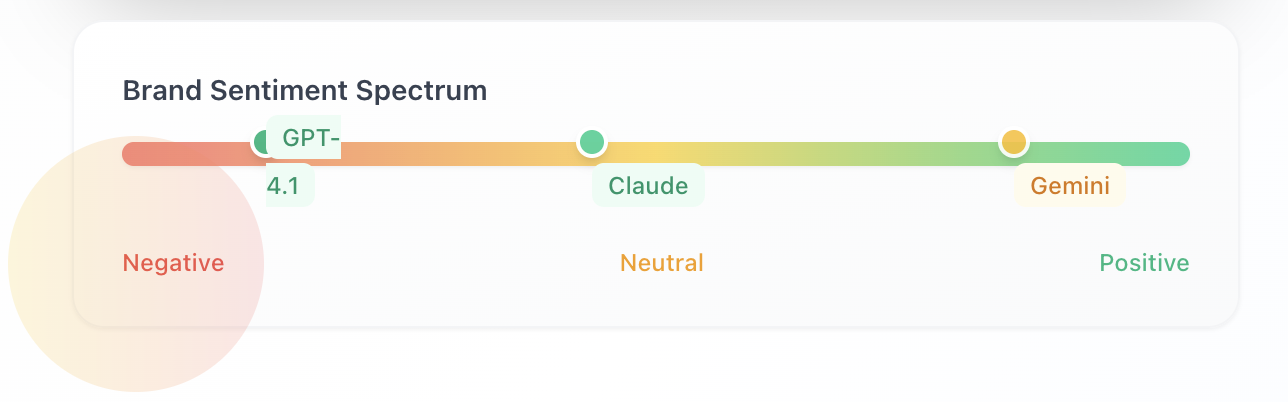 Brand Sentiment Spectrum
GPT-
4.1
Claude
Gemini
Negative
Neutral
Positive